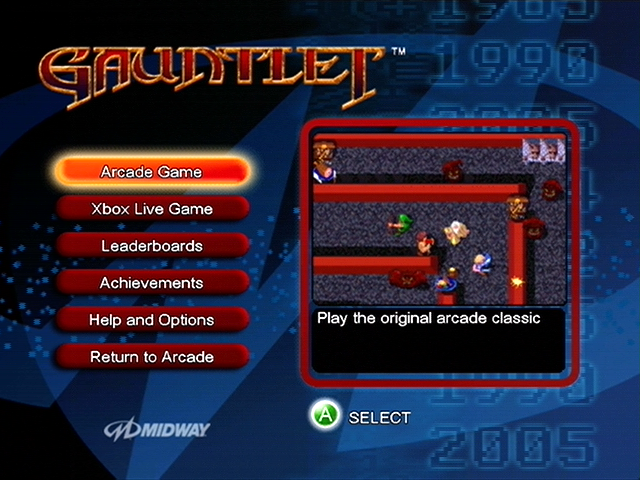 GAUNTLET™
1990
Arcade Game
Xbox Live Game
Leaderboards
Achievements
Help and Options
Return to Arcade
Play the original arcade classic
A SELECT
MIDWAY
1990
2005